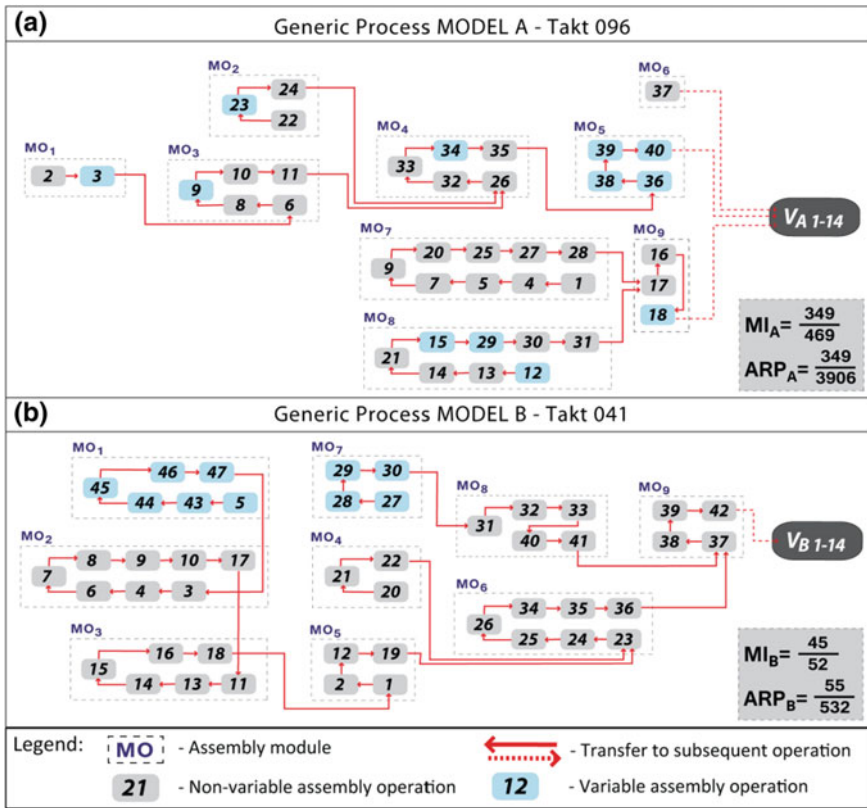 (a) Generic Process MODEL A - Takt 096
MO2
MO6
24
37
23
22
MO1
MO3
MO4
MO5
2 3
10 11
34 35
39 40
9
33
8 6
32 26
38 36
VA 1-14
MO7
MO9
20 25 27 28
16
9
17
7 5 4 1
18
MO8
15 29 30 31
21
14 13 12
MIA= 349/469
ARPA= 349/3906
(b) Generic Process MODEL B - Takt 041
MO1
MO7
46 47
29 30
MO8
MO9
45
44 43 5
28 27
32 33
39 42
31
40 41
38 37
VB 1-14
MO2
MO4
8 9 10 17
22
7
21
6 4 3
20
MO6
34 35 36
26
25 24 23
MO3
MO5
16 18
12 19
15
14 13 11
2 1
MIB= 45/52
ARPB= 55/532
Legend:
MO - Assembly module
- Transfer to subsequent operation
21 - Non-variable assembly operation
12 - Variable assembly operation